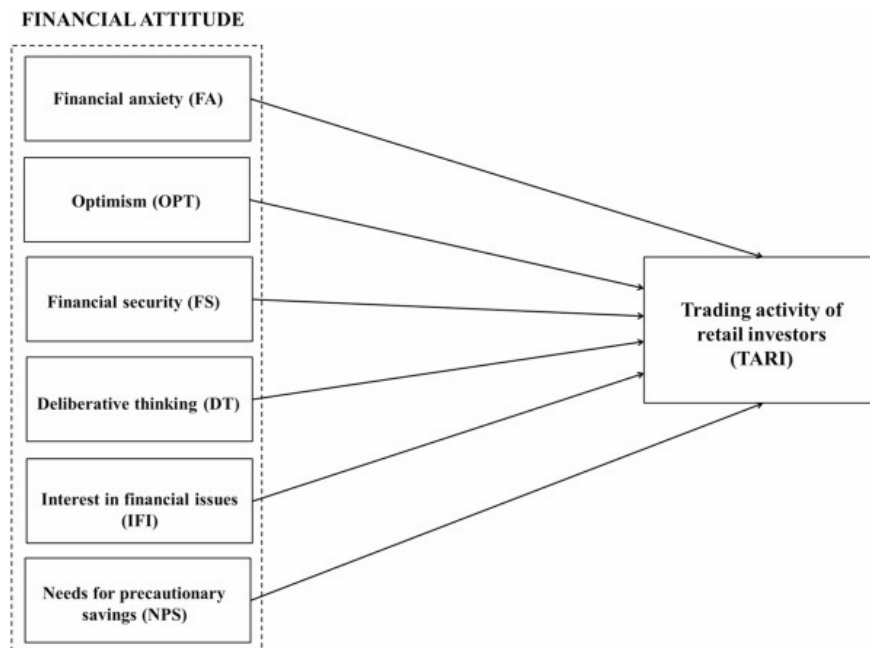 FINANCIAL ATTITUDE
Financial anxiety (FA)
Optimism (OPT)
Financial security (FS)
Deliberative thinking (DT)
Interest in financial issues
(IFI)
Needs for precautionary
savings (NPS)
Trading activity of
retail investors
(TARI)